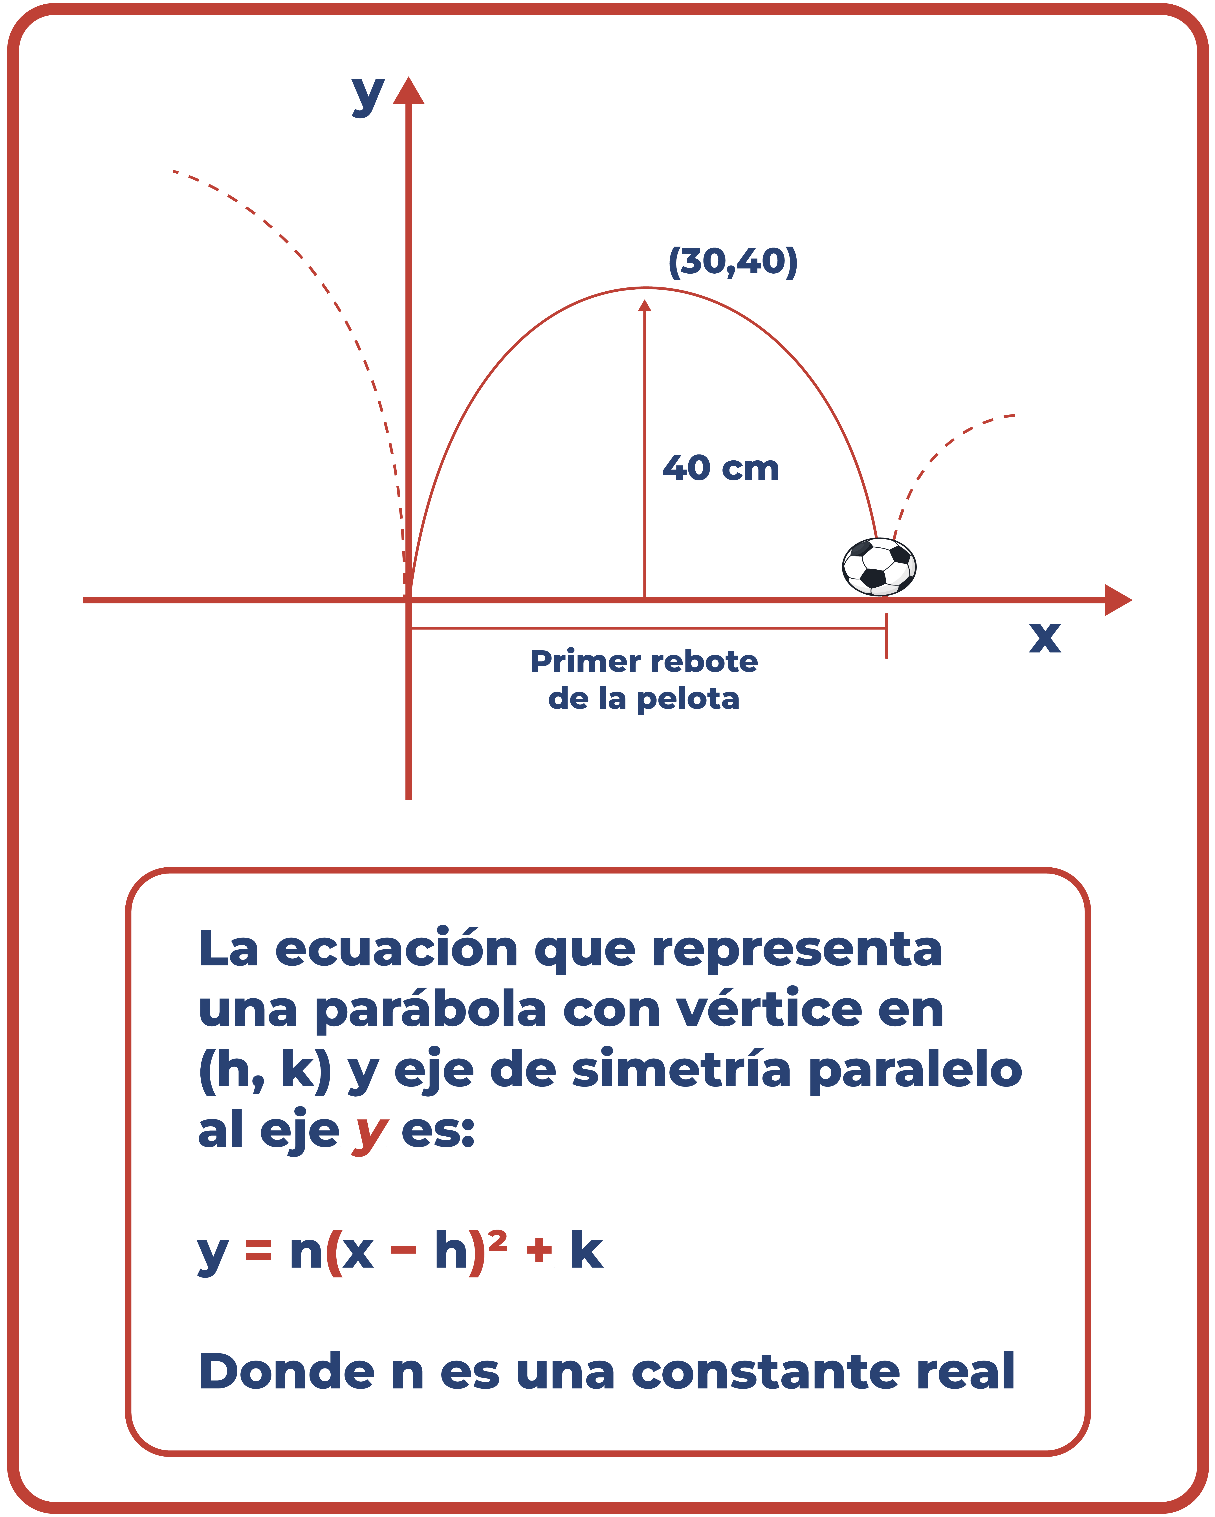 y
(30,40)
40 cm
x
Primer rebote
de la pelota
La ecuación que representa
una parábola con vértice en
(h, k) y eje de simetría paralelo
al eje y es:
y = n(x − h)² + k
Donde n es una constante real